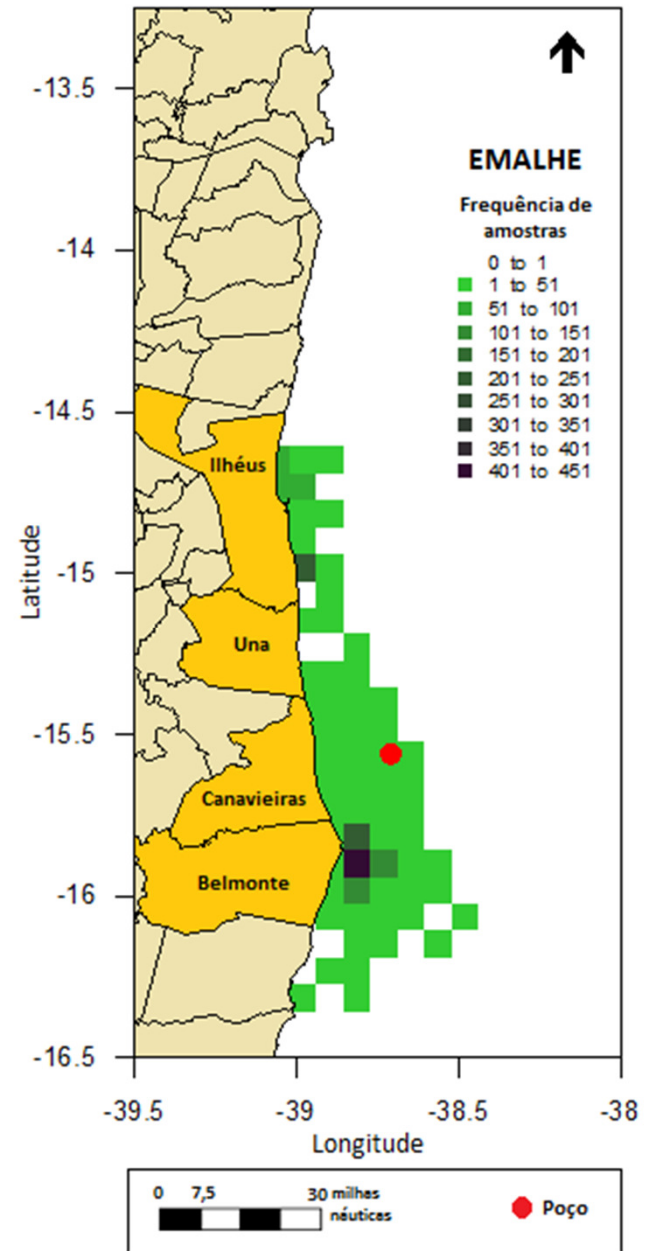 -13.5
EMALHE
Frequência de
amostras
0 to 1
1 to 51
51 to 101
101 to 151
151 to 201
201 to 251
251 to 301
301 to 351
351 to 401
401 to 451
-14
-14.5
Ilhéus
Latitude
-15
Una
-15.5
Canavieiras
Belmonte
-16
-16.5
-39.5
-39
-38.5
-38
Longitude
0 7,5 30 milhas
náuticas
Poço